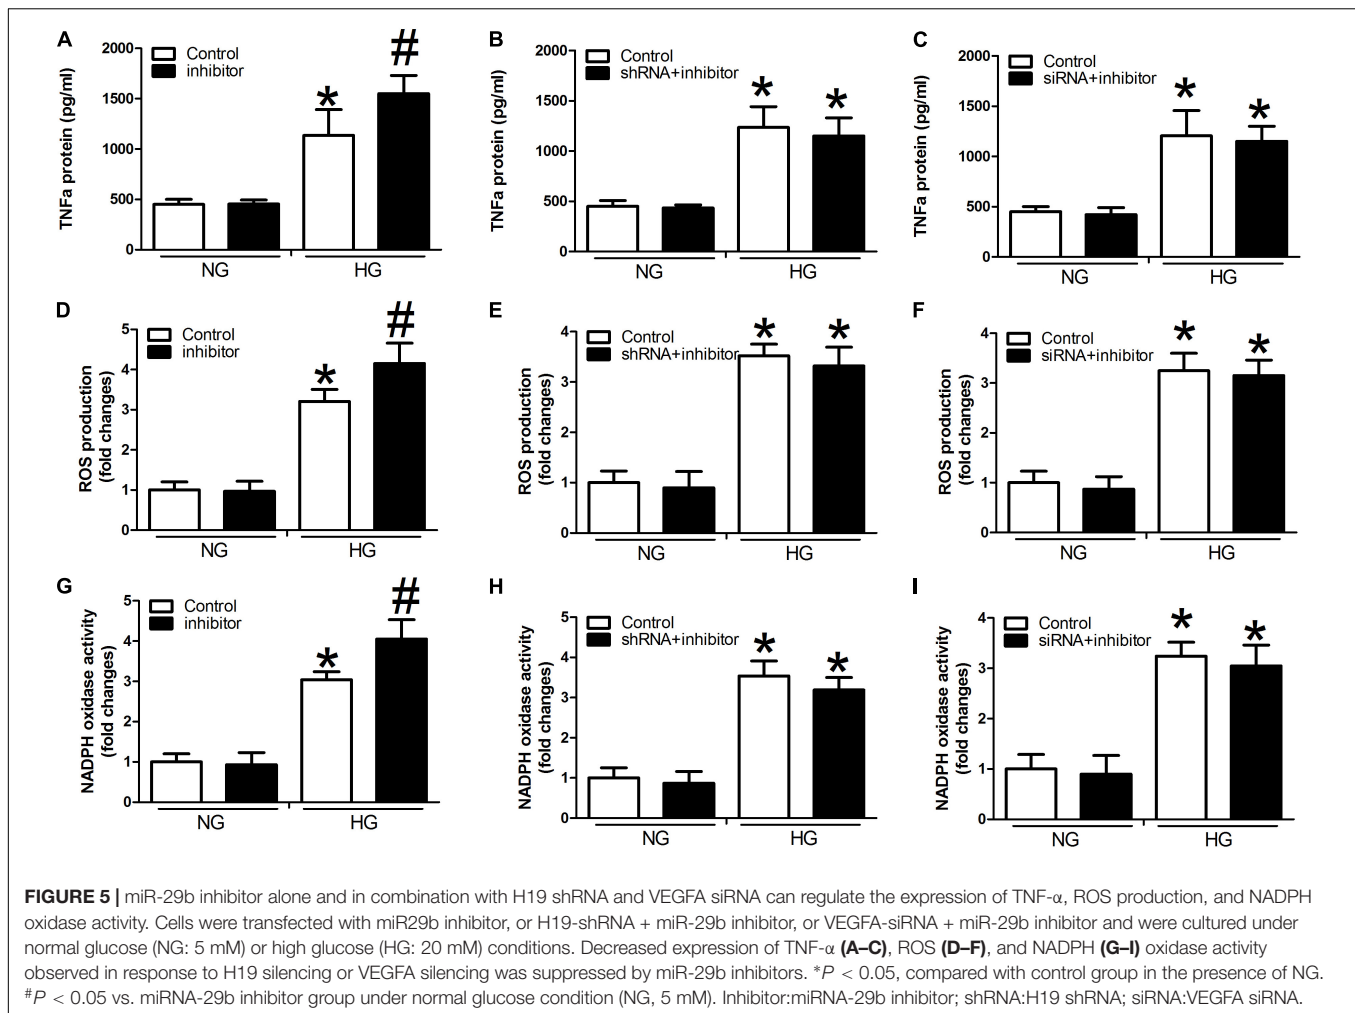 A
TNFa protein (pg/ml)
2000
1500
1000
500
0
Control
inhibitor
*
#
NG
HG
B
TNFa protein (pg/ml)
2000
1500
1000
500
0
Control
shRNA+inhibitor
*
*
NG
HG
C
TNFa protein (pg/ml)
2000
1500
1000
500
0
Control
siRNA+inhibitor
*
*
NG
HG
D
ROS production
(fold changes)
5
4
3
2
1
0
Control
inhibitor
*
#
NG
HG
E
ROS production
(fold changes)
4
3
2
1
0
Control
shRNA+inhibitor
*
*
NG
HG
F
ROS production
(fold changes)
4
3
2
1
0
Control
siRNA+inhibitor
*
*
NG
HG
G
NADPH oxidase activity
(fold changes)
5
4
3
2
1
0
Control
inhibitor
*
#
NG
HG
H
NADPH oxidase activity
(fold changes)
5
4
3
2
1
0
Control
shRNA+inhibitor
*
*
NG
HG
I
NADPH oxidase activity
(fold changes)
4
3
2
1
0
Control
siRNA+inhibitor
*
*
NG
HG
FIGURE 5 | miR-29b inhibitor alone and in combination with H19 shRNA and VEGFA siRNA can regulate the expression of TNF-α, ROS production, and NADPH
oxidase activity. Cells were transfected with miR29b inhibitor, or H19-shRNA + miR-29b inhibitor, or VEGFA-siRNA + miR-29b inhibitor and were cultured under
normal glucose (NG: 5 mM) or high glucose (HG: 20 mM) conditions. Decreased expression of TNF-α (A–C), ROS (D–F), and NADPH (G–I) oxidase activity
observed in response to H19 silencing or VEGFA silencing was suppressed by miR-29b inhibitors. *P < 0.05, compared with control group in the presence of NG.
#P < 0.05 vs. miRNA-29b inhibitor group under normal glucose condition (NG, 5 mM). Inhibitor:miRNA-29b inhibitor; shRNA:H19 shRNA; siRNA:VEGFA siRNA.